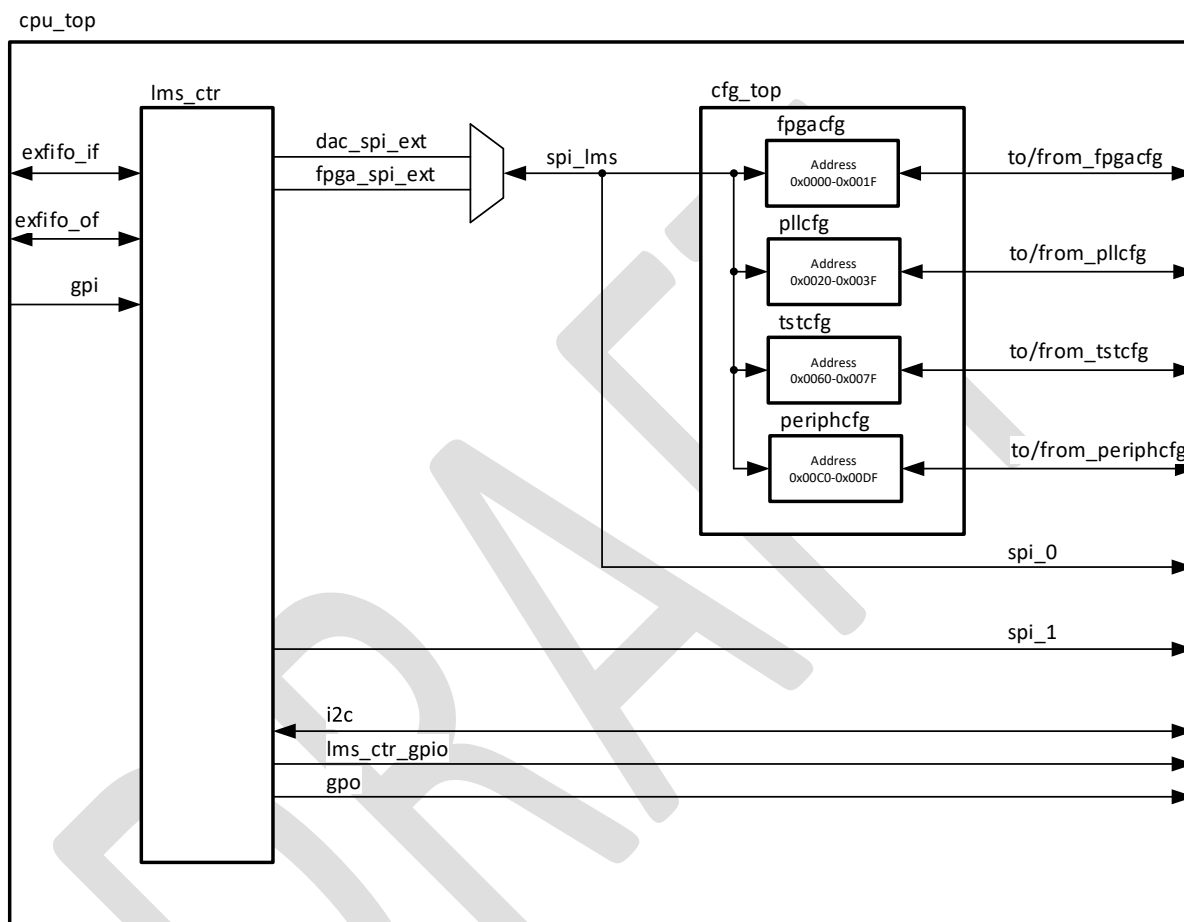 cpu_top
lms_ctr
cfg_top
fpgacfg
dac_spi_ext
exfifo_if
spi_lms
Address
0x0000-0x001F
to/from_fpgacfg
fpga_spi_ext
exfifo_of
pllcfg
Address
0x0020-0x003F
to/from_pllcfg
gpi
tstcfg
Address
0x0060-0x007F
to/from_tstcfg
periphcfg
Address
0x00C0-0x00DF
to/from_periphcfg
spi_0
spi_1
i2c
lms_ctr_gpio
gpo
DRAFT